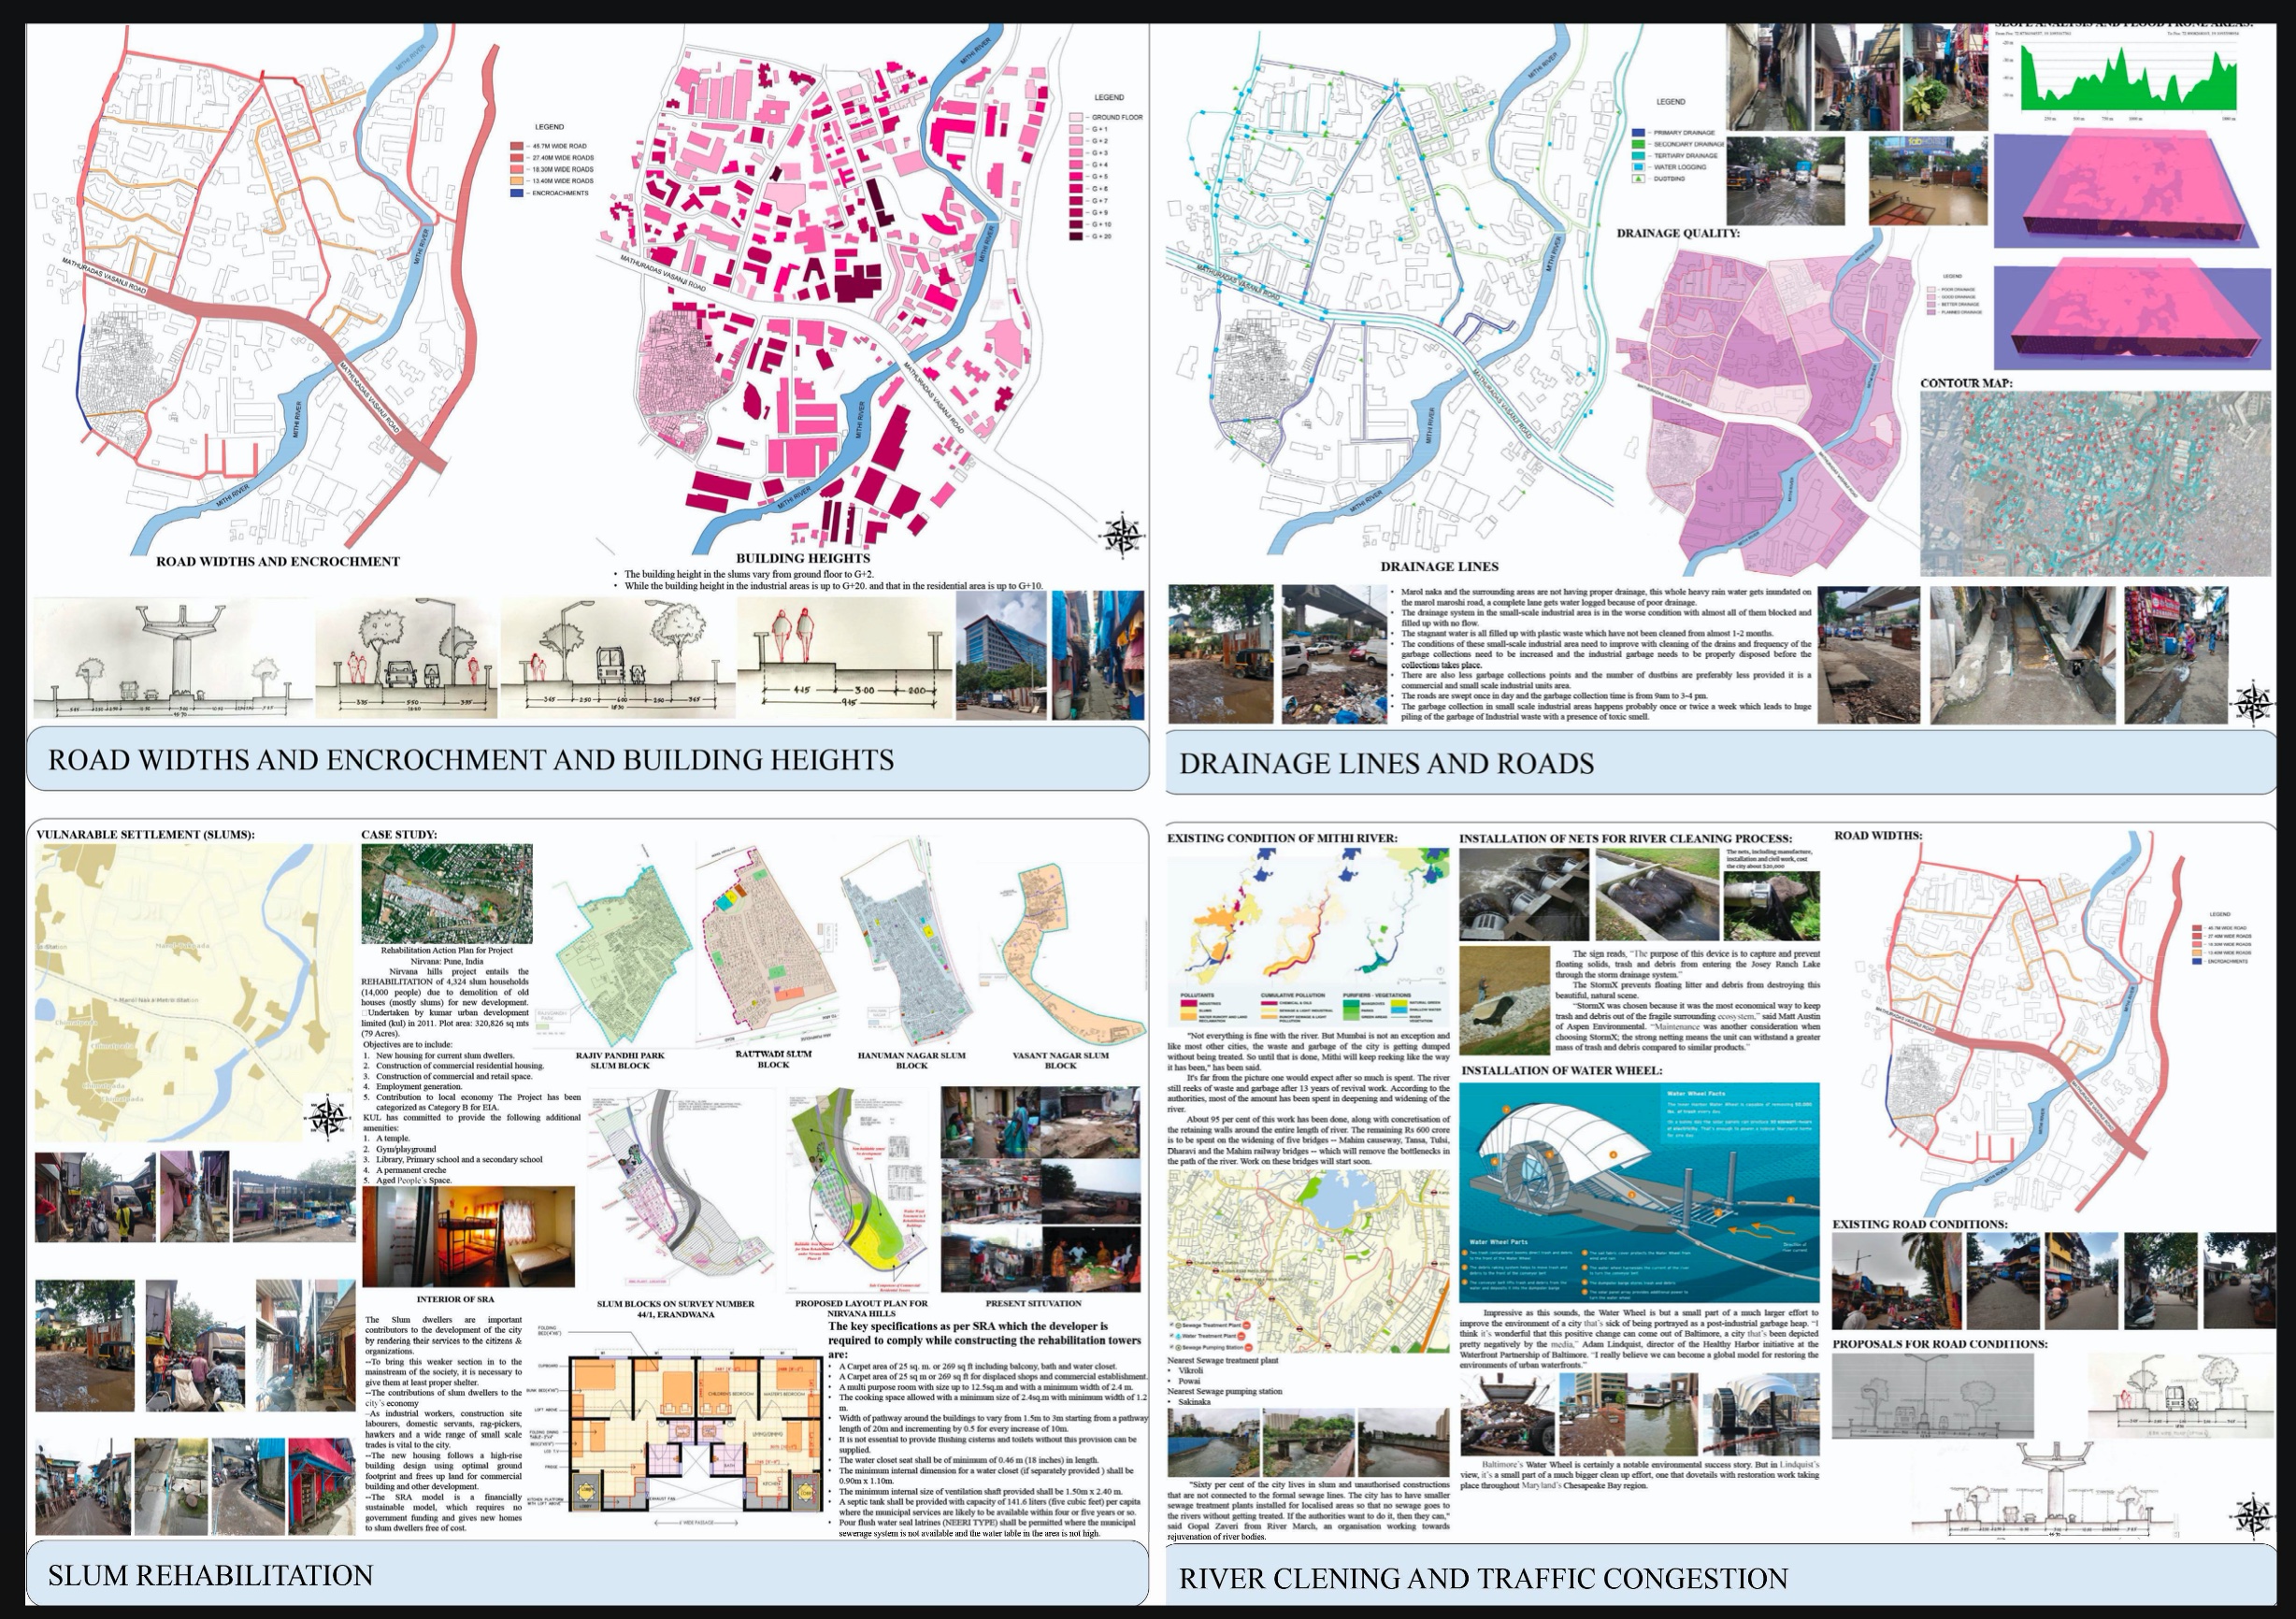 MITHI RIVER
LEGEND
45.7M WIDE ROAD
27.40M WIDE ROADS
18.30M WIDE ROADS
13.40M WIDE ROADS
ENCROACHMENTS
MATHURADAS VASANJI ROAD
MITHI RIVER
MATHURADAS VASANJI ROAD
MITHI RIVER
MITHI RIVER
ROAD WIDTHS AND ENCROCHMENT
MITHI RIVER
LEGEND
GROUND FLOOR
G + 1
G + 2
G + 3
G + 4
G + 5
G + 6
G + 7
G + 9
G + 10
G + 20
MATHURADAS VASANJI ROAD
MITHI RIVER
MATHURADAS VASANJI ROAD
MITHI RIVER
MITHI RIVER
BUILDING HEIGHTS
• The building height in the slums vary from ground floor to G+2.
• While the building height in the industrial areas is up to G+20. and that in the residential area is up to G+10.
ROAD WIDTHS AND ENCROCHMENT AND BUILDING HEIGHTS
MITHI RIVER
LEGEND
PRIMARY DRAINAGE
SECONDARY DRAINAGE
TERTIARY DRAINAGE
WATER LOGGING
DUSTBINS
MATHURADAS VASANJI ROAD
MITHI RIVER
MATHURADAS VASANJI ROAD
MITHI RIVER
MITHI RIVER
DRAINAGE LINES
SLOPE ANALYSIS AND FLOOD PRONE AREAS:
DRAINAGE QUALITY:
LEGEND
POOR DRAINAGE
GOOD DRAINAGE
BETTER DRAINAGE
PLANNED DRAINAGE
CONTOUR MAP:
• Marol naka and the surrounding areas are not having proper drainage, this whole heavy rain water gets inundated on
the marol maroshi road, a complete lane gets water logged because of poor drainage.
• The drainage system in the small-scale industrial area is in the worse condition with almost all of them blocked and
filled up with no flow.
• The stagnant water is all filled up with plastic waste which have not been cleaned from almost 1-2 months.
• The conditions of these small-scale industrial area need to improve with cleaning of the drains and frequency of the
garbage collections need to be increased and the industrial garbage needs to be properly disposed before the
collections takes place.
• There are also less garbage collections points and the number of dustbins are preferably less provided it is a
commercial and small scale industrial units area.
• The roads are swept once in day and the garbage collection time is from 9am to 3-4 pm.
• The garbage collection in small scale industrial areas happens probably once or twice a week which leads to huge
piling of the garbage of Industrial waste with a presence of toxic smell.
DRAINAGE LINES AND ROADS
VULNARABLE SETTLEMENT (SLUMS):
CASE STUDY:
Rehabilitation Action Plan for Project
Nirvana: Pune, India
Nirvana hills project entails the
REHABILITATION of 4,324 slum households
(14,000 people) due to demolition of old
houses (mostly slums) for new development.
Undertaken by kumar urban development
limited (kul) in 2011. Plot area: 320,826 sq mts
(79 Acres).
Objectives are to include:
1. New housing for current slum dwellers.
2. Construction of commercial residential housing.
3. Construction of commercial and retail space.
4. Employment generation.
5. Contribution to local economy The Project has been
categorized as Category B for EIA.
KUL has committed to provide the following additional
amenities:
1. A temple.
2. Gym/playground
3. Library, Primary school and a secondary school
4. A permanent creche
5. Aged People's Space.
INTERIOR OF SRA
The Slum dwellers are important
contributors to the development of the city
by rendering their services to the citizens &
organizations.
--To bring this weaker section in to the
mainstream of the society, it is necessary to
give them at least proper shelter.
--The contributions of slum dwellers to the
city's economy
-As industrial workers, construction site
labourers, domestic servants, rag-pickers,
hawkers and a wide range of small scale
trades is vital to the city.
--The new housing follows a high-rise
building design using optimal ground
footprint and frees up land for commercial
building and other development.
--The SRA model is a financially
sustainable model, which requires no
government funding and gives new homes
to slum dwellers free of cost.
RAJIV PANDHI PARK
SLUM BLOCK
RAUTWADI SLUM
BLOCK
HANUMAN NAGAR SLUM
BLOCK
VASANT NAGAR SLUM
BLOCK
SLUM BLOCKS ON SURVEY NUMBER
44/1, ERANDWANA
PROPOSED LAYOUT PLAN FOR
NIRVANA HILLS
PRESENT SITUVATION
The key specifications as per SRA which the developer is
required to comply while constructing the rehabilitation towers
are:
• A Carpet area of 25 sq. m. or 269 sq ft including balcony, bath and water closet.
• A Carpet area of 25 sq m or 269 sq ft for displaced shops and commercial establishment.
• A multi purpose room with size up to 12.5sq.m and with a minimum width of 2.4 m.
• The cooking space allowed with a minimum size of 2.4sq.m with minimum width of 1.2
m.
• Width of pathway around the buildings to vary from 1.5m to 3m starting from a pathway
length of 20m and incrementing by 0.5 for every increase of 10m.
• It is not essential to provide flushing cisterns and toilets without this provision can be
supplied.
• The water closet seat shall be of minimum of 0.46 m (18 inches) in length.
• The minimum internal dimension for a water closet (if separately provided ) shall be
0.90m x 1.10m.
• The minimum internal size of ventilation shaft provided shall be 1.50m x 2.40 m.
• A septic tank shall be provided with capacity of 141.6 liters (five cubic feet) per capita
where the municipal services are likely to be available within four or five years or so.
• Pour flush water seal latrines (NEERI TYPE) shall be permitted where the municipal
sewerage system is not available and the water table in the area is not high.
SLUM REHABILITATION
EXISTING CONDITION OF MITHI RIVER:
POLLUTANTS
CUMULATIVE POLLUTION
PURIFIERS - VEGETATIONS
"Not everything is fine with the river. But Mumbai is not an exception and
like most other cities, the waste and garbage of the city is getting dumped
without being treated. So until that is done, Mithi will keep reeking like the way
it has been," has been said.
It's far from the picture one would expect after so much is spent. The river
still reeks of waste and garbage after 13 years of revival work. According to the
authorities, most of the amount has been spent in deepening and widening of the
river.
About 95 per cent of this work has been done, along with concretisation of
the retaining walls around the entire length of river. The remaining Rs 600 crore
is to be spent on the widening of five bridges -- Mahim causeway, Tansa, Tulsi,
Dharavi and the Mahim railway bridges -- which will remove the bottlenecks in
the path of the river. Work on these bridges will start soon.
Sewage Treatment Plant
Water Treatment Plant
Sewage Pumping Station
Nearest Sewage treatment plant
• Vikroli
• Powai
Nearest Sewage pumping station
• Sakinaka
"Sixty per cent of the city lives in slum and unauthorised constructions
that are not connected to the formal sewage lines. The city has to have smaller
sewage treatment plants installed for localised areas so that no sewage goes to
the rivers without getting treated. If the authorities want to do it, then they can,"
said Gopal Zaveri from River March, an organisation working towards
rejuvenation of river bodies.
INSTALLATION OF NETS FOR RIVER CLEANING PROCESS:
The nets, including manufacture,
installation and civil work, cost
the city about $20,000
The sign reads, "The purpose of this device is to capture and prevent
floating solids, trash and debris from entering the Josey Ranch Lake
through the storm drainage system."
The StormX prevents floating litter and debris from destroying this
beautiful, natural scene.
"StormX was chosen because it was the most economical way to keep
trash and debris out of the fragile surrounding ecosystem," said Matt Austin
of Aspen Environmental. "Maintenance was another consideration when
choosing StormX; the strong netting means the unit can withstand a greater
mass of trash and debris compared to similar products."
INSTALLATION OF WATER WHEEL:
Water Wheel Facts
Water Wheel Parts
Impressive as this sounds, the Water Wheel is but a small part of a much larger effort to
improve the environment of a city that's sick of being portrayed as a post-industrial garbage heap. "I
think it's wonderful that this positive change can come out of Baltimore, a city that's been depicted
pretty negatively by the media," Adam Lindquist, director of the Healthy Harbor initiative at the
Waterfront Partnership of Baltimore. "I really believe we can become a global model for restoring the
environments of urban waterfronts."
Baltimore's Water Wheel is certainly a notable environmental success story. But in Lindquist's
view, it's a small part of a much bigger clean up effort, one that dovetails with restoration work taking
place throughout Maryland's Chesapeake Bay region.
ROAD WIDTHS:
LEGEND
45.7M WIDE ROAD
27.40M WIDE ROADS
18.30M WIDE ROADS
13.40M WIDE ROADS
ENCROACHMENTS
EXISTING ROAD CONDITIONS:
PROPOSALS FOR ROAD CONDITIONS:
RIVER CLENING AND TRAFFIC CONGESTION